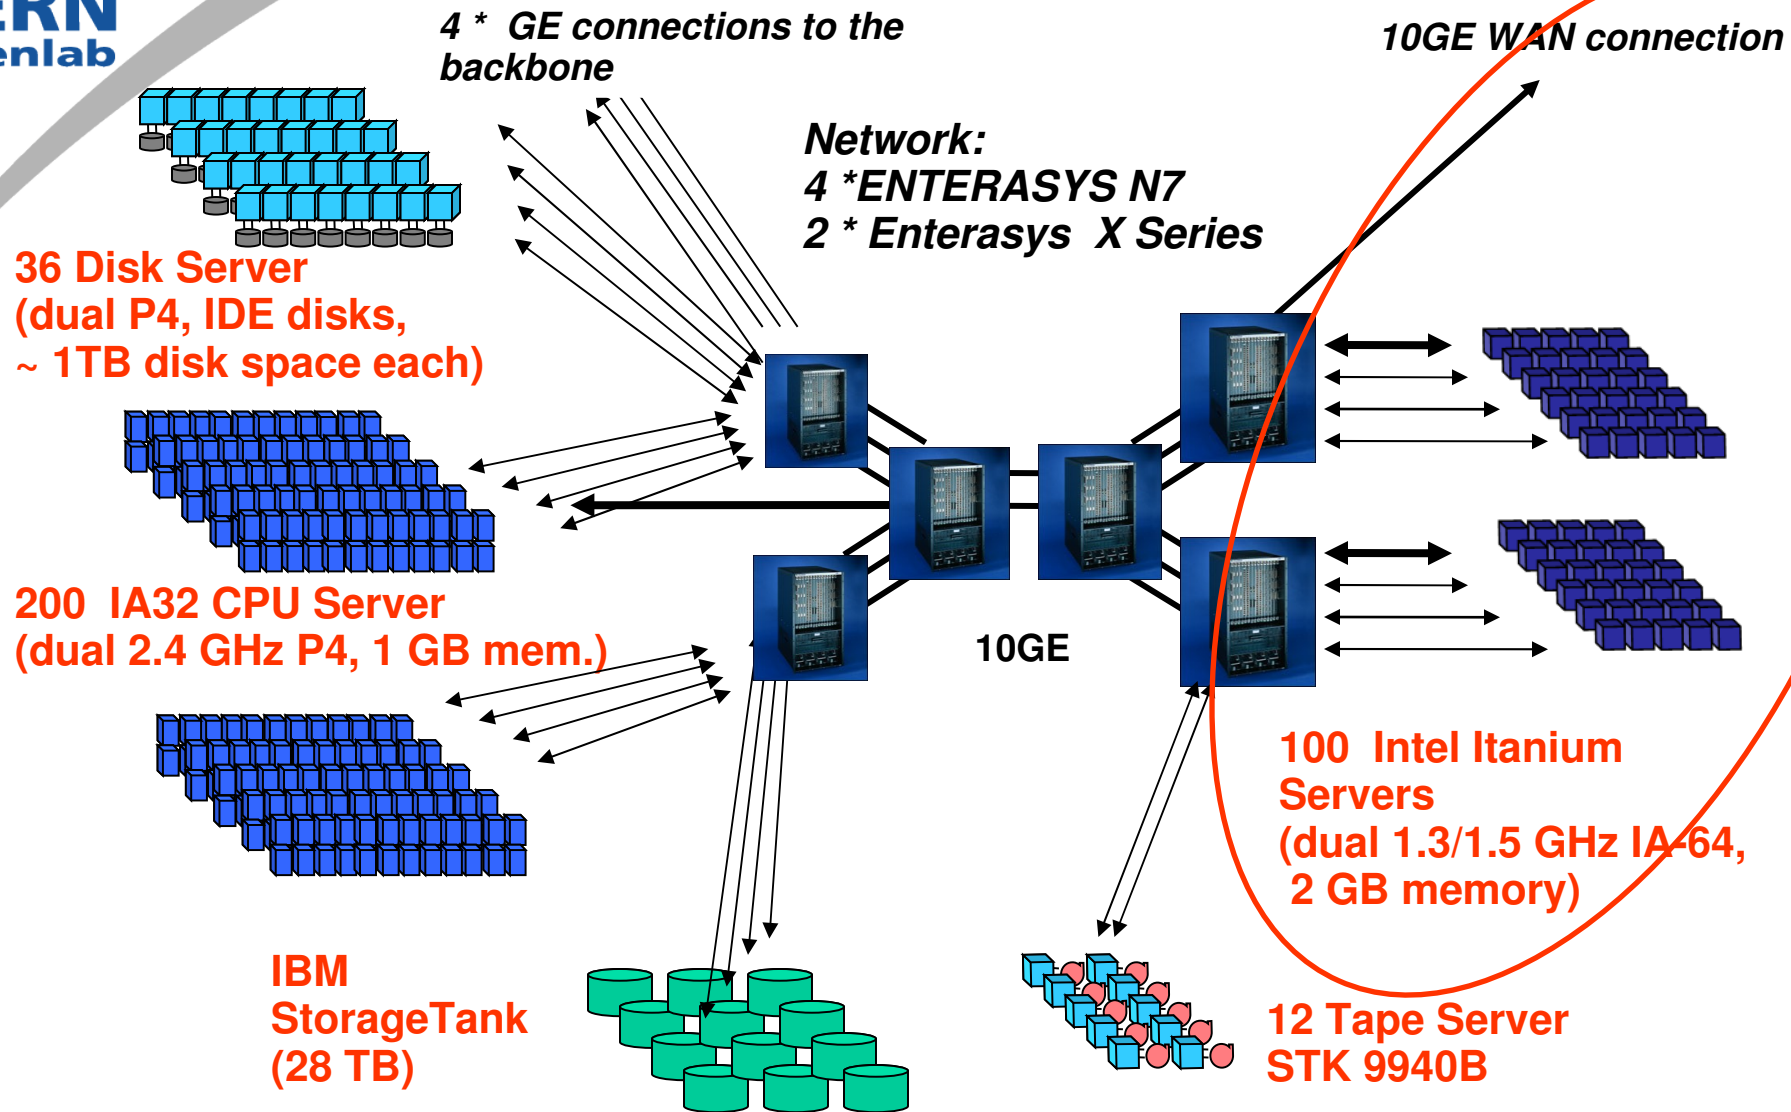 ERN
enlab
4 *  GE connections to the
backbone
10GE WAN connection
Network:
4 *ENTERASYS N7
2 * Enterasys  X Series
36 Disk Server
(dual P4, IDE disks,
~ 1TB disk space each)
200  IA32 CPU Server
(dual 2.4 GHz P4, 1 GB mem.)
10GE
100  Intel Itanium
Servers
(dual 1.3/1.5 GHz IA-64,
2 GB memory)
IBM
StorageTank
(28 TB)
12 Tape Server
STK 9940B